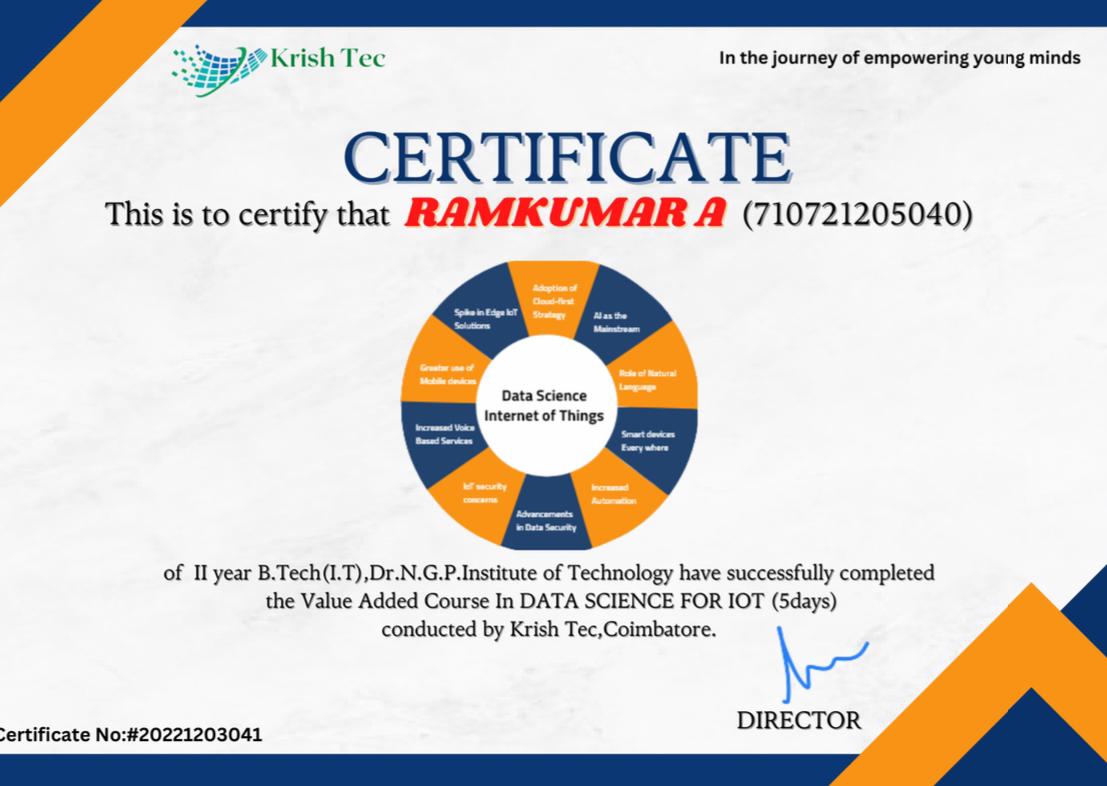 Krish Tec
In the journey of empowering young minds
CERTIFICATE
This is to certify that RAMKUMAR A (710721205040)
Adoption of
Cloud-first
Strategy
AI as the
Mainstream
Role of Natural
Language
Smart devices
Every where
Increased
Automation
Advancements
in Data Security
IoT security
concerns
Increased Voice
Based Services
Greater use of
Mobile devices
Spike in Edge IoT
Solutions
Data Science
Internet of Things
of II year B.Tech(I.T),Dr.N.G.P.Institute of Technology have successfully completed
the Value Added Course In DATA SCIENCE FOR IOT (5days)
conducted by Krish Tec,Coimbatore.
DIRECTOR
Certificate No:#20221203041